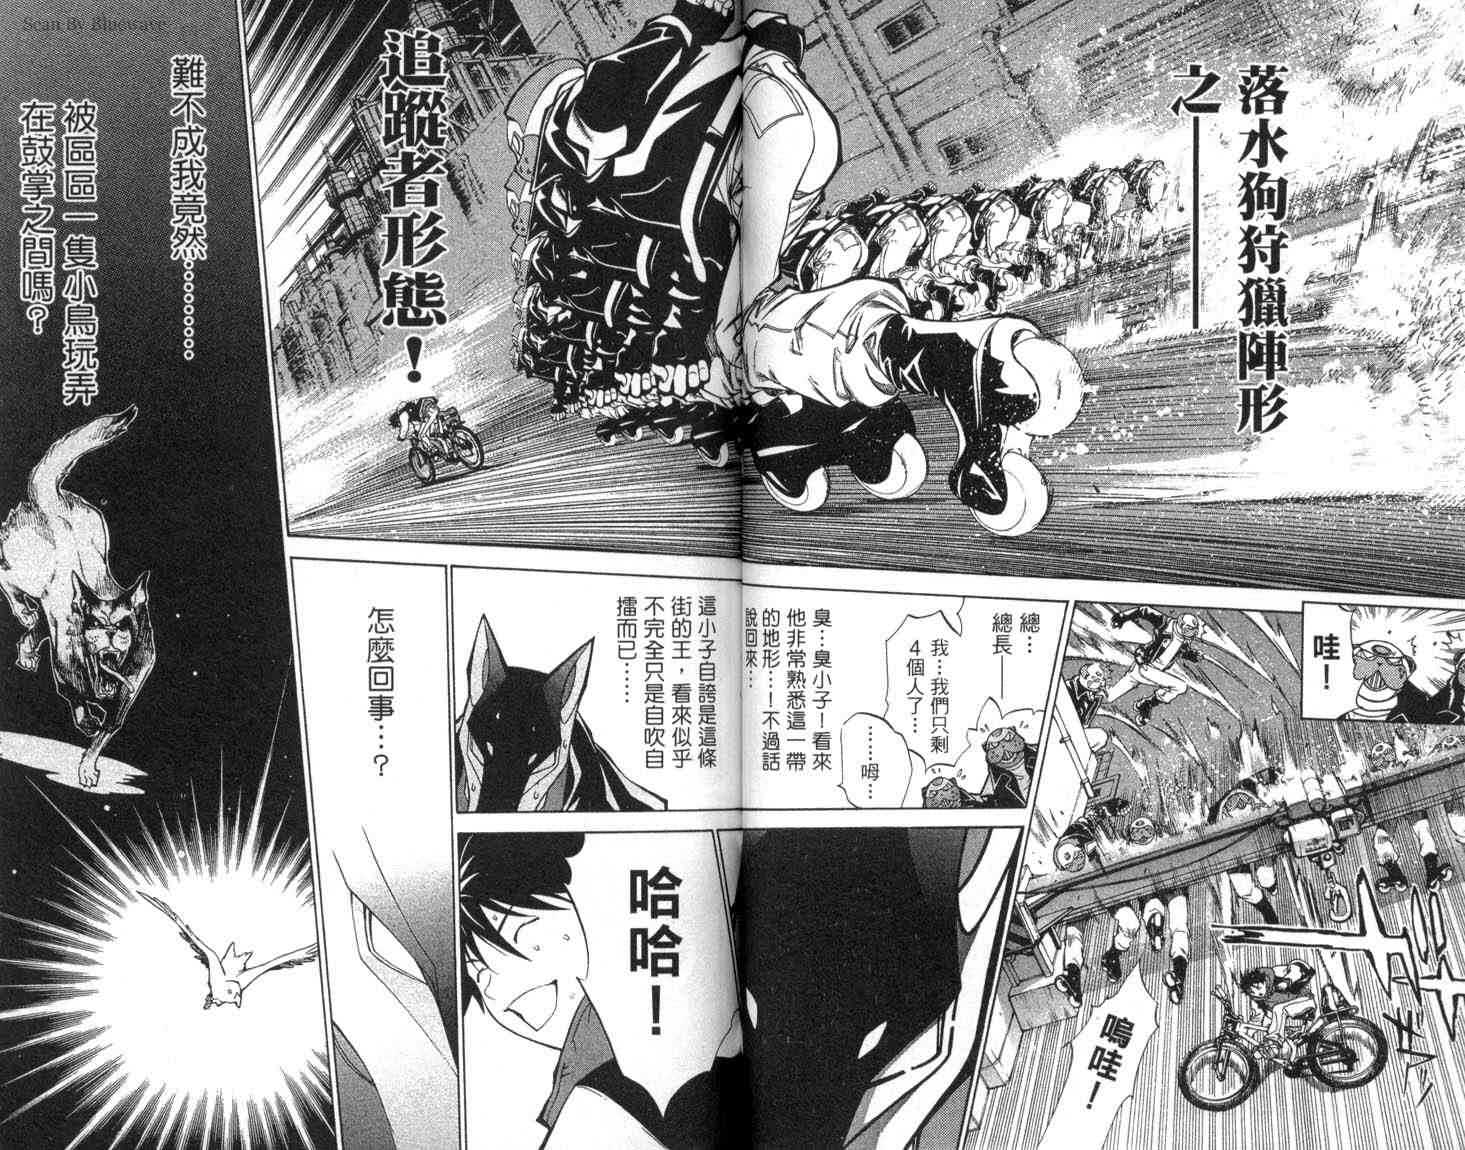 Scan By Bluewave
落水狗狩獵陣形
之——
追蹤者形態！
哇！
嗚哇！
總…
總長——
我…我們只剩
4個人了…
……呣
臭…臭小子！看來
他非常熟悉這一帶
的地形…！不過話
說回來…
這小子自誇是這條
街的王，看來似乎
不完全只是自吹自
擂而已……
哈
哈！
怎麼回事…？
難不成我竟然………
被區區一隻小鳥玩弄
在鼓掌之間嗎？